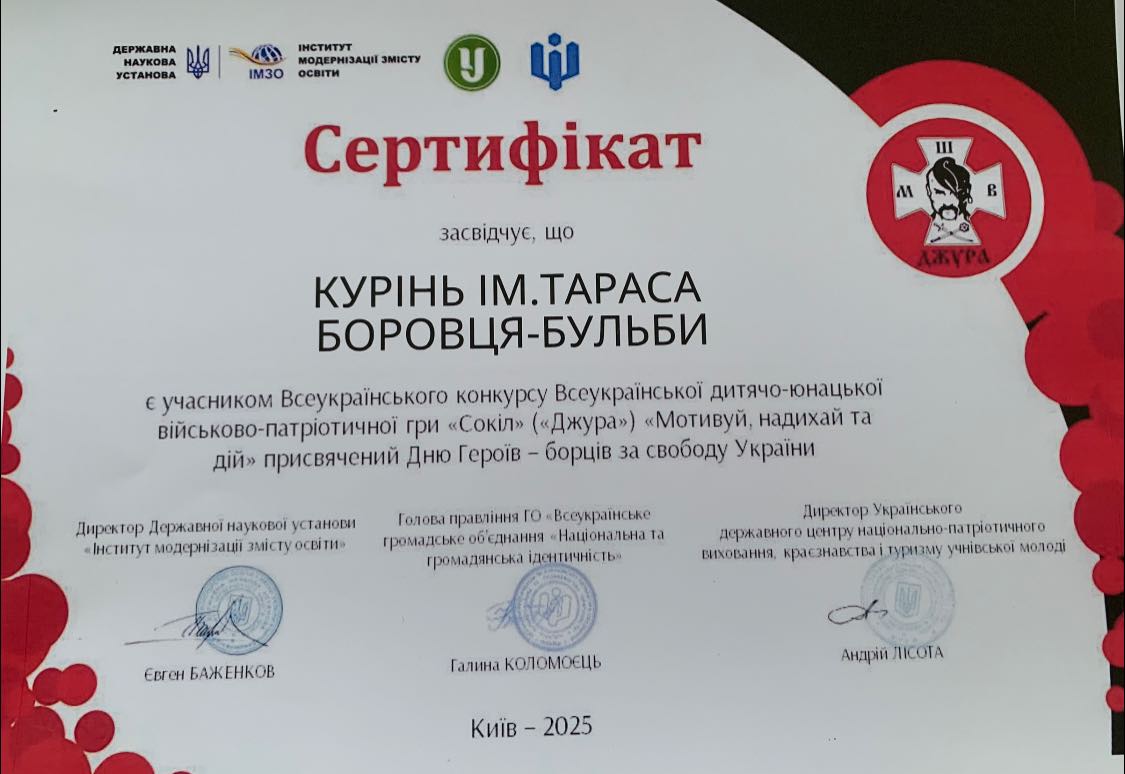 ДЕРЖАВНА
НАУКОВА
УСТАНОВА
ІМЗО
ІНСТИТУТ
МОДЕРНІЗАЦІЇ ЗМІСТУ
ОСВІТИ
У
Сертифікат
Ш
М В
ДЖУРА
засвідчує, що
КУРІНЬ ІМ.ТАРАСА
БОРОВЦЯ-БУЛЬБИ
є учасником Всеукраїнського конкурсу Всеукраїнської дитячо-юнацької
військово-патріотичної гри «Сокіл» («Джура») «Мотивуй, надихай та
дій» присвячений Дню Героїв – борців за свободу України
Директор Державної наукової установи
«Інститут модернізації змісту освіти»
Євген БАЖЕНКОВ
Голова правління ГО «Всеукраїнське
громадське об'єднання «Національна та
громадянська ідентичність»
Галина КОЛОМОЄЦЬ
Директор Українського
державного центру національно-патріотичного
виховання, краєзнавства і туризму учнівської молоді
Андрій ЛІСОТА
Київ – 2025